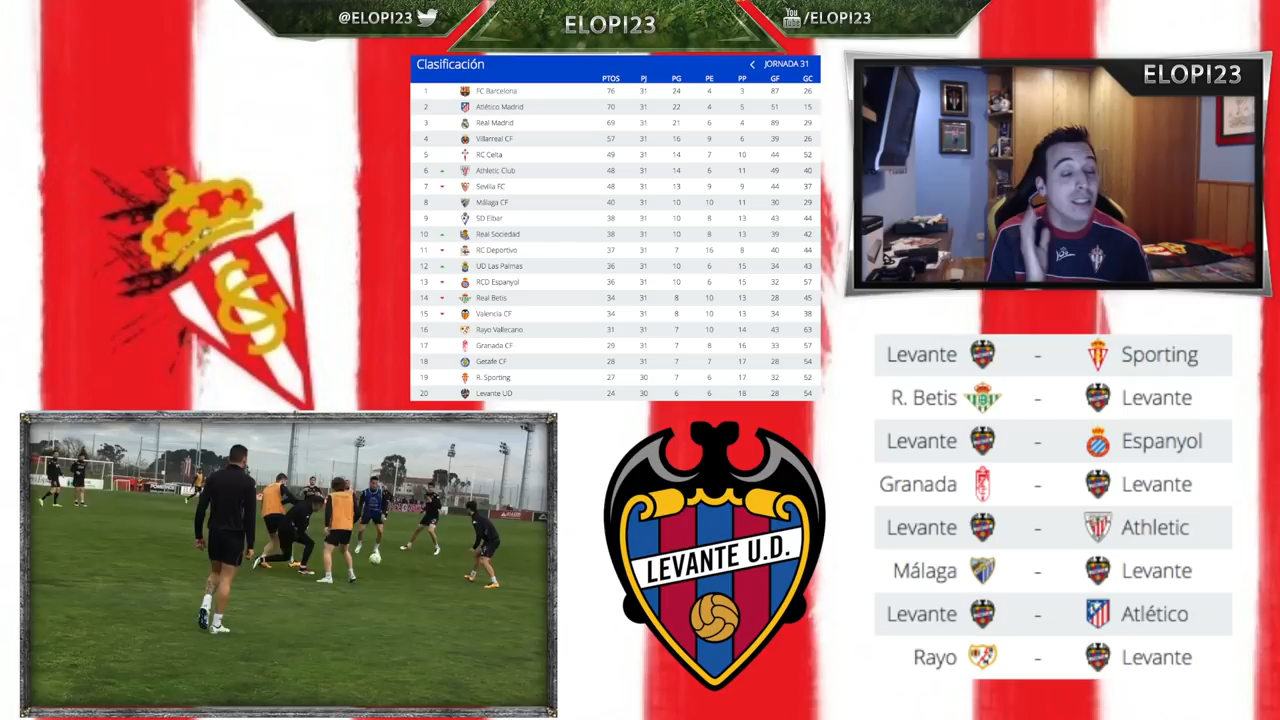 @ELOPI23
ELOPI23
You Tube /ELOPI23
Clasificación < JORNADA 31
PTOS PJ PG PE PP GF GC
1 FC Barcelona 76 31 24 4 3 87 26
2 Atlético Madrid 70 31 22 4 5 51 15
3 Real Madrid 69 31 21 6 4 89 29
4 Villarreal CF 57 31 16 9 6 39 26
5 RC Celta 49 31 14 7 10 44 52
6 Athletic Club 48 31 14 6 11 49 40
7 Sevilla FC 48 31 13 9 9 44 37
8 Málaga CF 40 31 10 10 11 30 29
9 SD Eibar 38 31 10 8 13 43 44
10 Real Sociedad 38 31 10 8 13 39 42
11 RC Deportivo 37 31 7 16 8 40 44
12 UD Las Palmas 36 31 10 6 15 34 43
13 RCD Espanyol 36 31 10 6 15 32 57
14 Real Betis 34 31 8 10 13 28 45
15 Valencia CF 34 31 8 10 13 34 38
16 Rayo Vallecano 31 31 7 10 14 43 63
17 Granada CF 29 31 7 8 16 33 57
18 Getafe CF 28 31 7 7 17 28 54
19 R. Sporting 27 30 7 6 17 32 52
20 Levante UD 24 30 6 6 18 28 54
ELOPI23
Levante - Sporting
R. Betis - Levante
Levante - Espanyol
Granada - Levante
Levante - Athletic
Málaga - Levante
Levante - Atlético
Rayo - Levante
LEVANTE U.D.